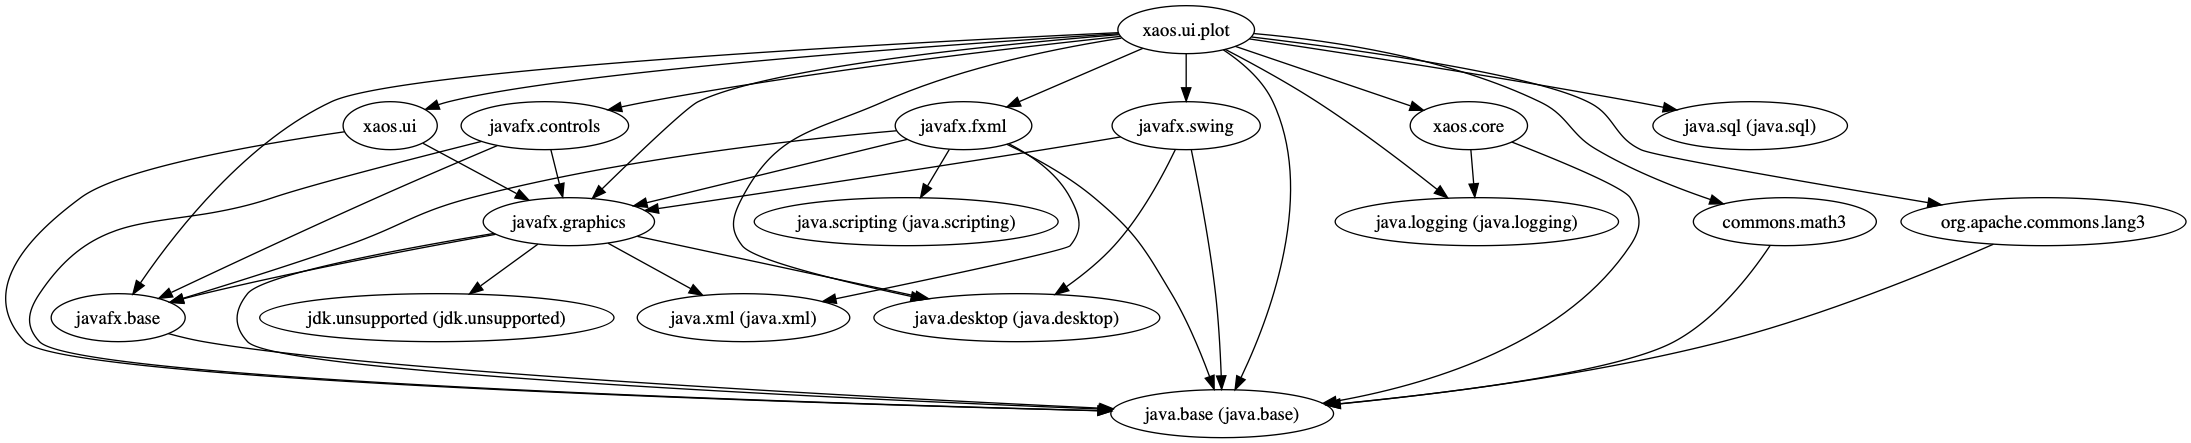 xaos.ui.plot
xaos.ui
javafx.controls
javafx.fxml
javafx.swing
xaos.core
java.sql (java.sql)
javafx.graphics
java.scripting (java.scripting)
java.logging (java.logging)
commons.math3
org.apache.commons.lang3
javafx.base
jdk.unsupported (jdk.unsupported)
java.xml (java.xml)
java.desktop (java.desktop)
java.base (java.base)